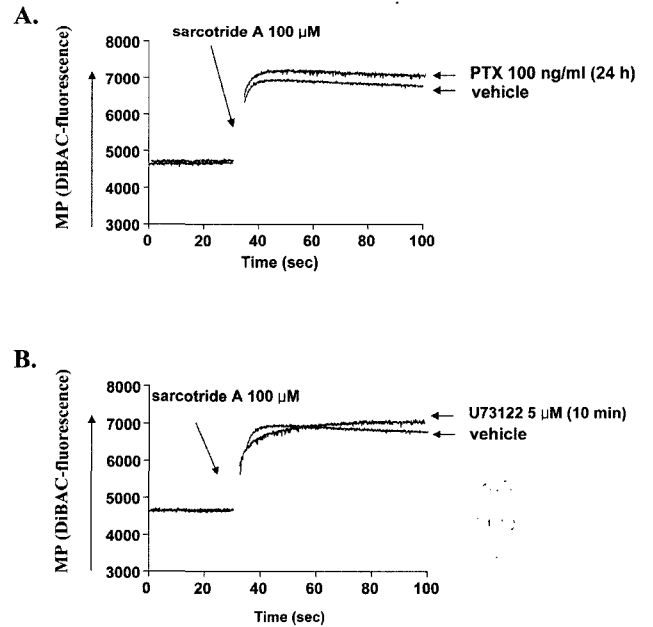 A.
sarcotride A 100 µM
8000
7000
6000
5000
4000
3000
MP (DiBAC-fluorescence)
PTX 100 ng/ml (24 h)
vehicle
0 20 40 60 80 100
Time (sec)
B.
sarcotride A 100 µM
8000
7000
6000
5000
4000
3000
MP (DiBAC-fluorescence)
U73122 5 µM (10 min)
vehicle
0 20 40 60 80 100
Time (sec)